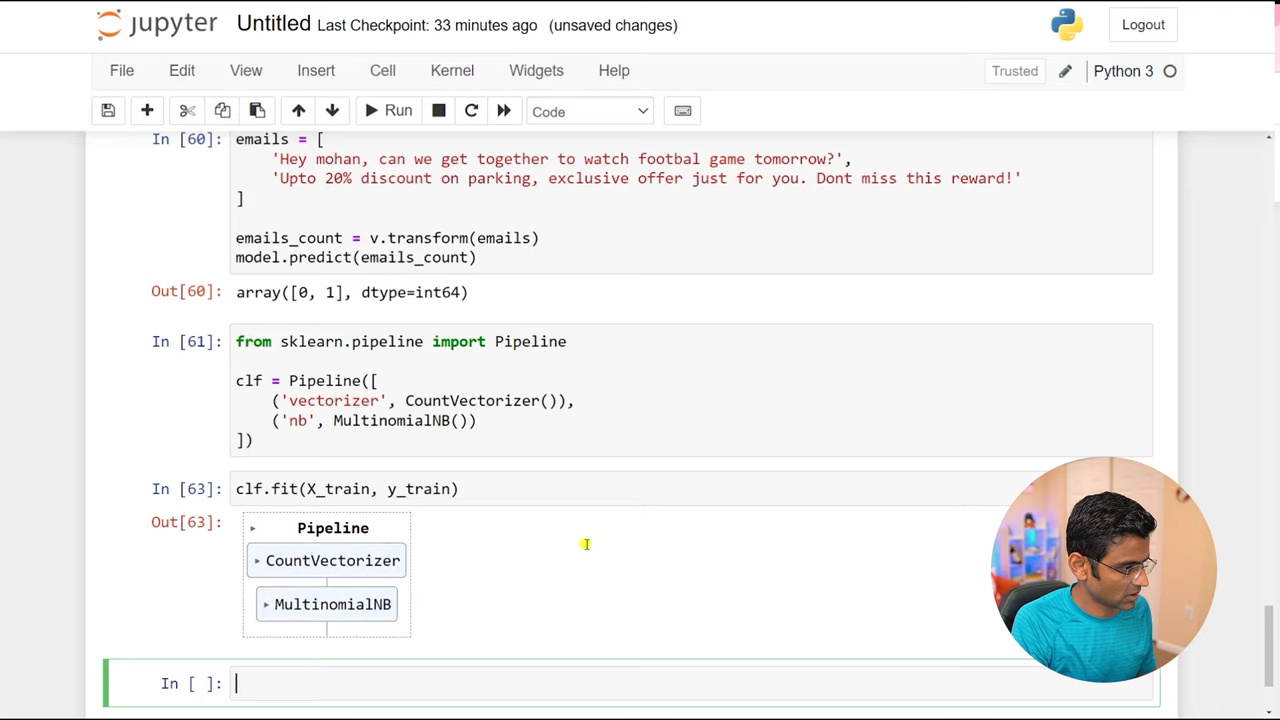 jupyter Untitled Last Checkpoint: 33 minutes ago (unsaved changes) Logout
File Edit View Insert Cell Kernel Widgets Help Trusted Python 3
Run Code
In [60]: emails = [
'Hey mohan, can we get together to watch footbal game tomorrow?',
'Upto 20% discount on parking, exclusive offer just for you. Dont miss this reward!'
]
emails_count = v.transform(emails)
model.predict(emails_count)
Out[60]: array([0, 1], dtype=int64)
In [61]: from sklearn.pipeline import Pipeline
clf = Pipeline([
('vectorizer', CountVectorizer()),
('nb', MultinomialNB())
])
In [63]: clf.fit(X_train, y_train)
Out[63]: Pipeline
CountVectorizer
MultinomialNB
In [ ]: